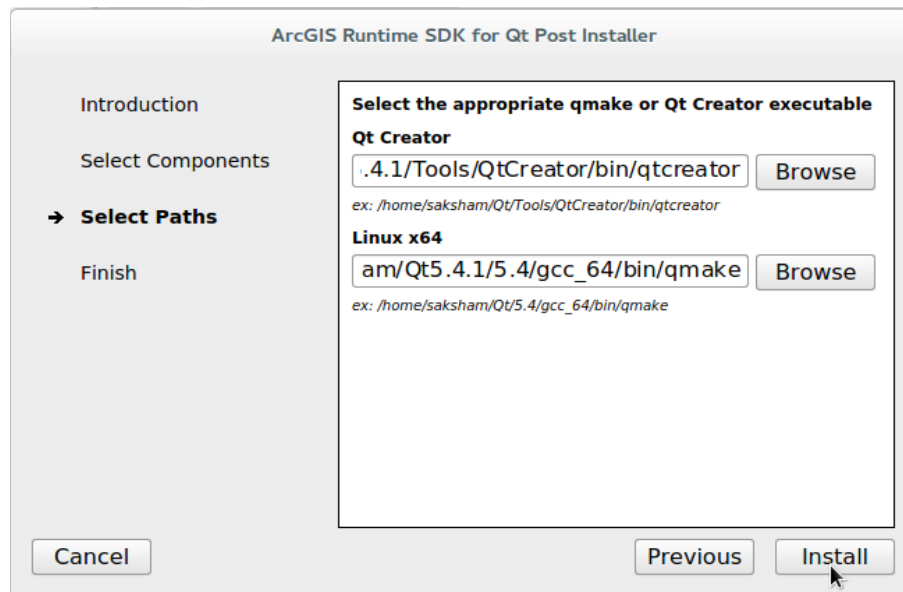 ArcGIS Runtime SDK for Qt Post Installer
Introduction
Select Components
→ Select Paths
Finish
Select the appropriate qmake or Qt Creator executable
Qt Creator
.4.1/Tools/QtCreator/bin/qtcreator
Browse
ex: /home/saksham/Qt/Tools/QtCreator/bin/qtcreator
Linux x64
am/Qt5.4.1/5.4/gcc_64/bin/qmake
Browse
ex: /home/saksham/Qt/5.4/gcc_64/bin/qmake
Cancel
Previous
Install